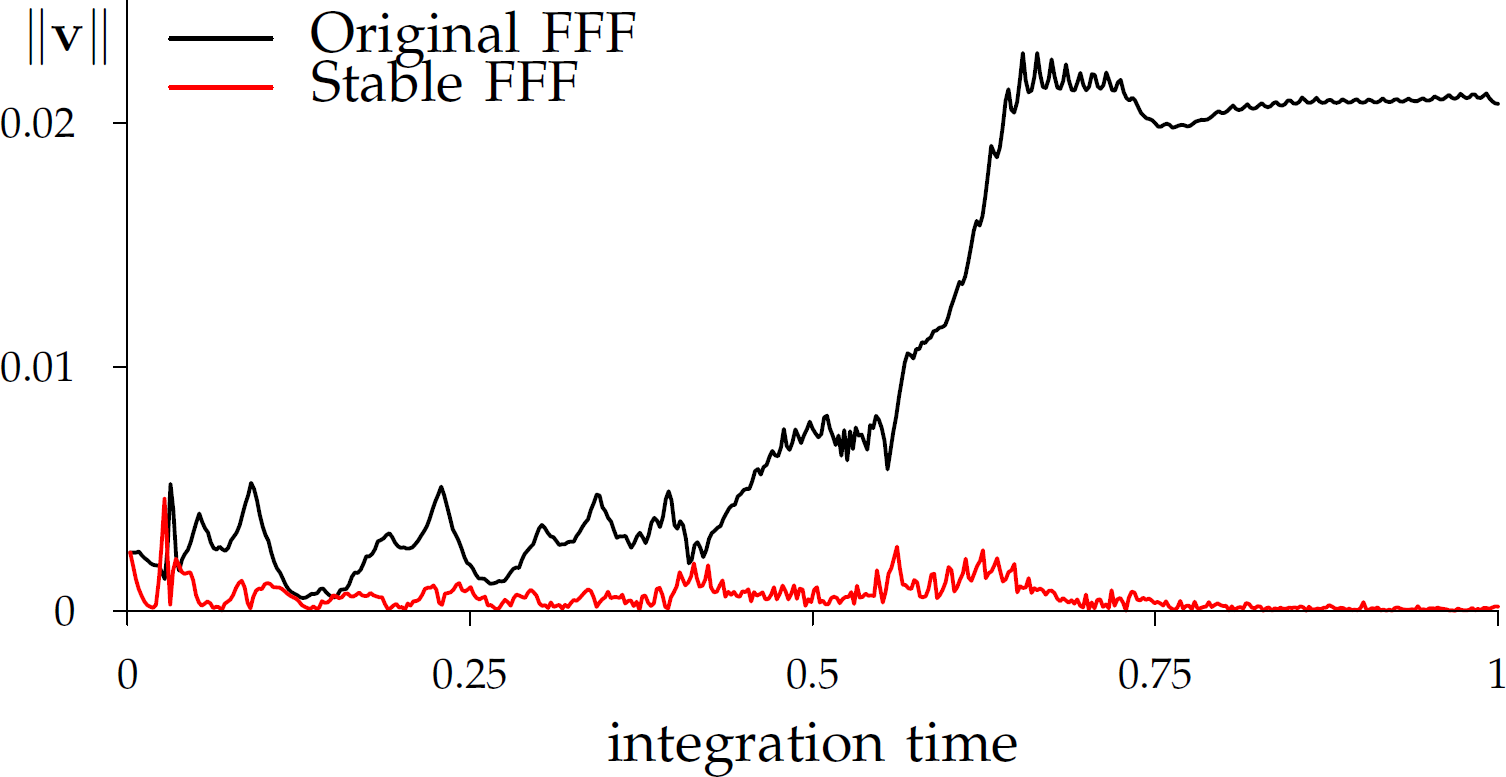 ‖v‖
Original FFF
Stable FFF
0.02
0.01
0
0 0.25 0.5 0.75 1
integration time